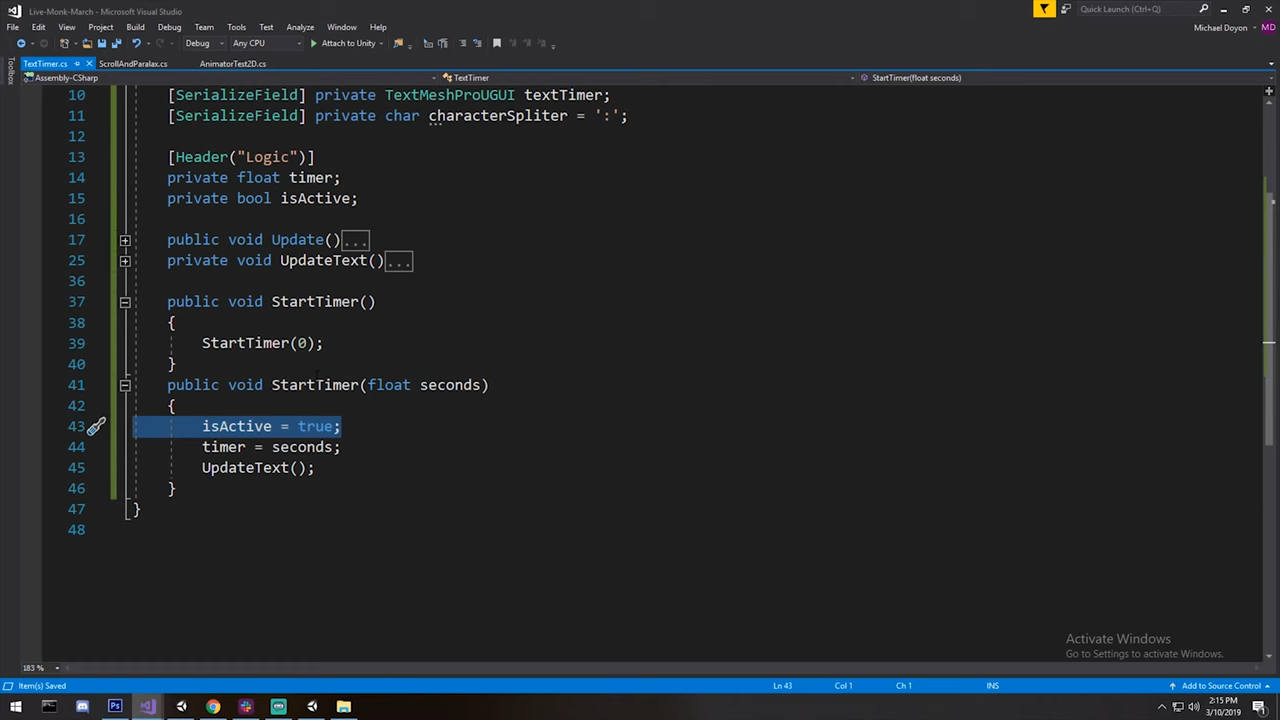 Live-Monk-March - Microsoft Visual Studio
Quick Launch (Ctrl+Q)
File Edit View Project Build Debug Team Tools Test Analyze Window Help
Michael Doyon MD
Debug Any CPU Attach to Unity
Toolbox
TextTimer.cs ScrollAndParalax.cs AnimatorTest2D.cs
Assembly-CSharp TextTimer StartTimer(float seconds)
10 [SerializeField] private TextMeshProUGUI textTimer;
11 [SerializeField] private char characterSpliter = ':';
12
13 [Header("Logic")]
14 private float timer;
15 private bool isActive;
16
17 public void Update()...
25 private void UpdateText()...
36
37 public void StartTimer()
38 {
39 StartTimer(0);
40 }
41 public void StartTimer(float seconds)
42 {
43 isActive = true;
44 timer = seconds;
45 UpdateText();
46 }
47 }
48
Activate Windows
Go to Settings to activate Windows.
183 %
Item(s) Saved Ln 43 Col 1 Ch 1 INS Add to Source Control
2:15 PM
3/10/2019